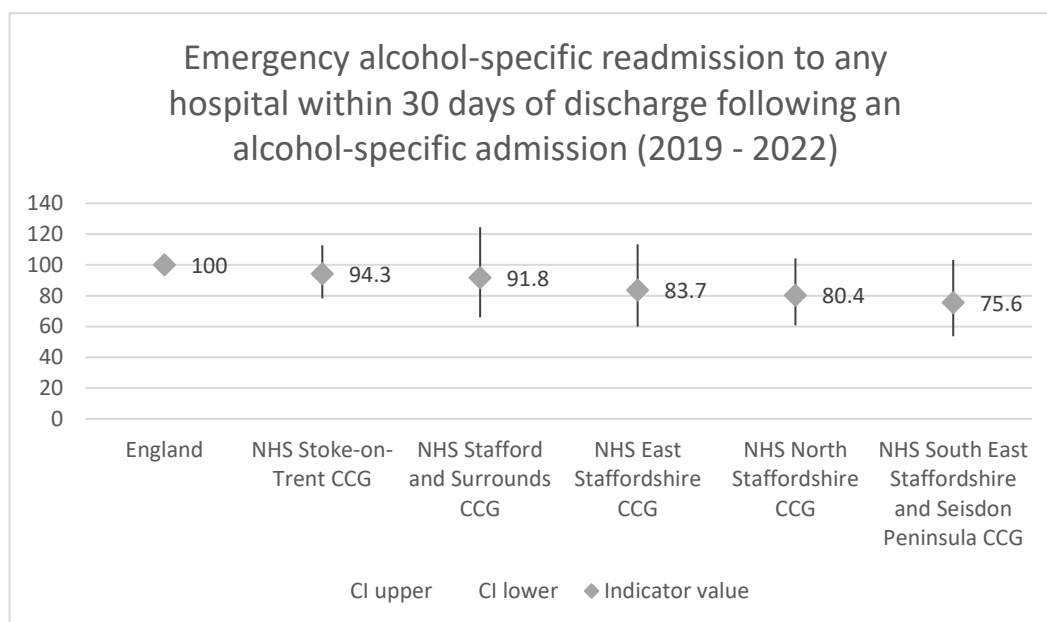 Emergency alcohol-specific readmission to any
hospital within 30 days of discharge following an
alcohol-specific admission (2019 - 2022)
140
120
100
80
60
40
20
0
100
94.3
91.8
83.7
80.4
75.6
England
NHS Stoke-on-
Trent CCG
NHS Stafford
and Surrounds
CCG
NHS East
Staffordshire
CCG
NHS North
Staffordshire
CCG
NHS South East
Staffordshire
and Seisdon
Peninsula CCG
CI upper
CI lower
Indicator value